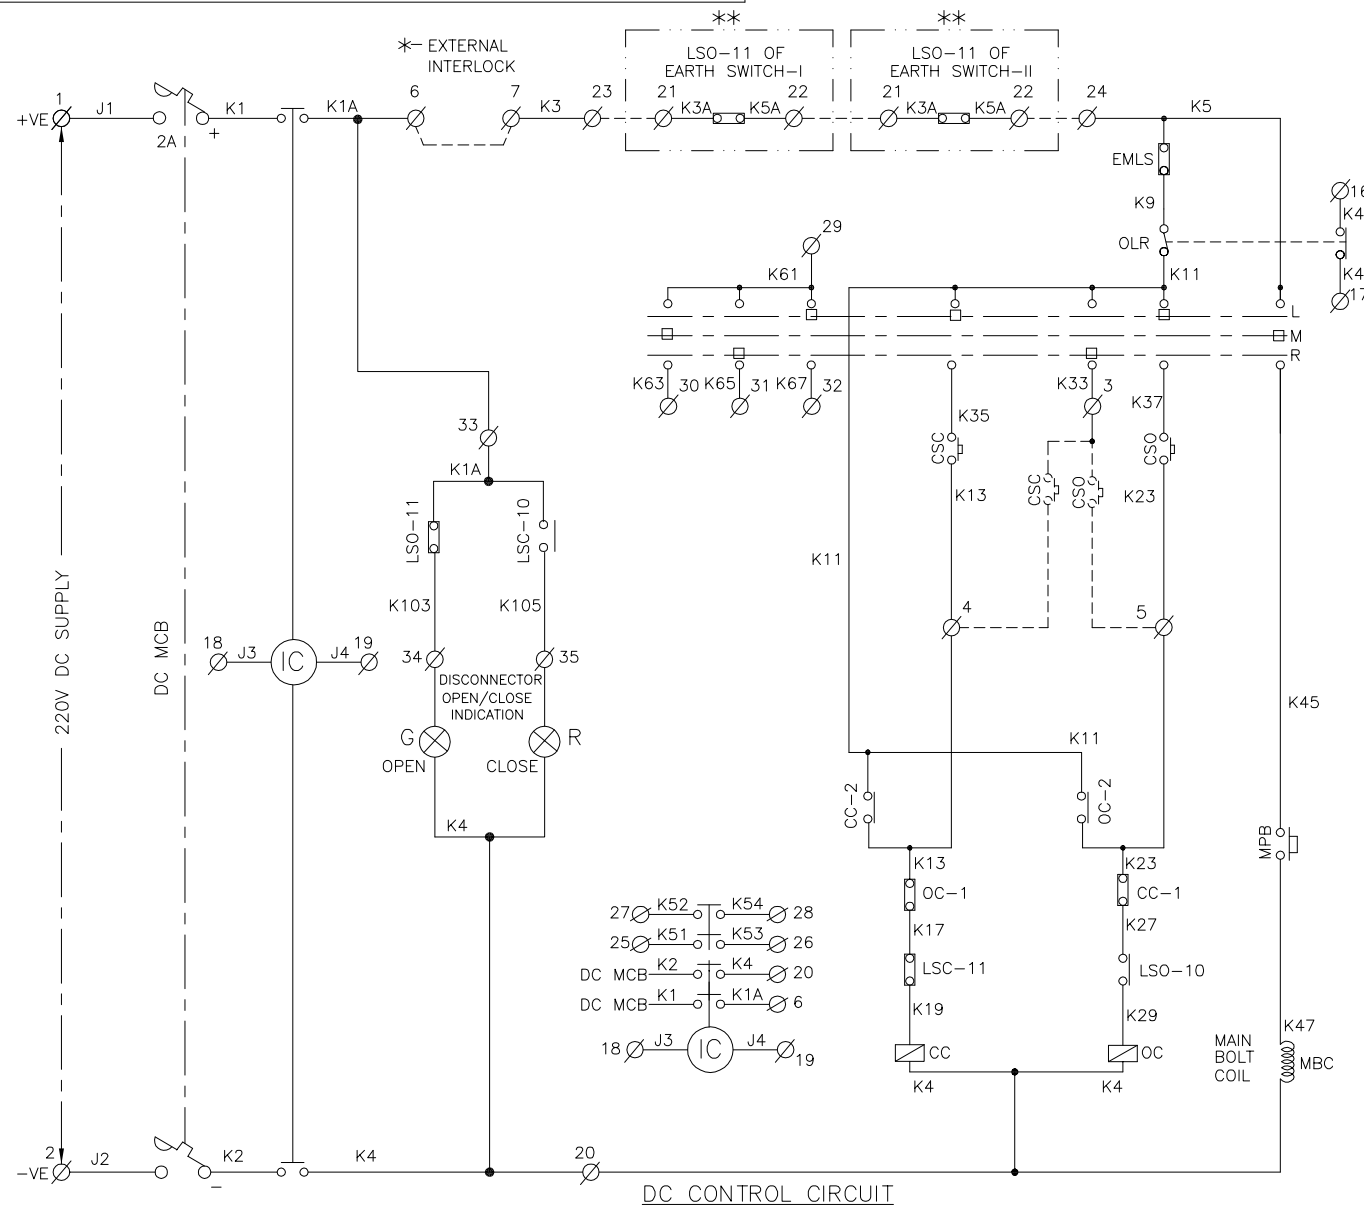 **
**
*- EXTERNAL
INTERLOCK
LSO-11 OF
EARTH SWITCH-I
LSO-11 OF
EARTH SWITCH-II
+VE
1
J1
2A
K1
+
K1A
6
7
K3
23
21
K3A
K5A
22
21
K3A
K5A
22
24
K5
EMLS
K9
OLR
K11
16
K4
K4
17
29
K61
L
M
R
K63
30
K65
31
K67
32
K35
K33
3
K37
CSC
CSO
CSC
CSO
K13
K23
33
K1A
LSO-11
LSC-10
K11
K103
K105
4
5
220V DC SUPPLY
DC MCB
18
J3
IC
J4
19
34
35
DISCONNECTOR
OPEN/CLOSE
INDICATION
G
R
OPEN
CLOSE
K45
K11
CC-2
OC-2
K4
MPB
K13
K23
OC-1
CC-1
27
K52
K54
28
K17
K27
25
K51
K53
26
DC MCB
K2
K4
20
LSC-11
LSO-10
DC MCB
K1
K1A
6
K19
K29
K47
18
J3
IC
J4
19
CC
OC
MAIN
BOLT
COIL
MBC
K4
K4
-VE
2
J2
K2
-
K4
20
DC CONTROL CIRCUIT